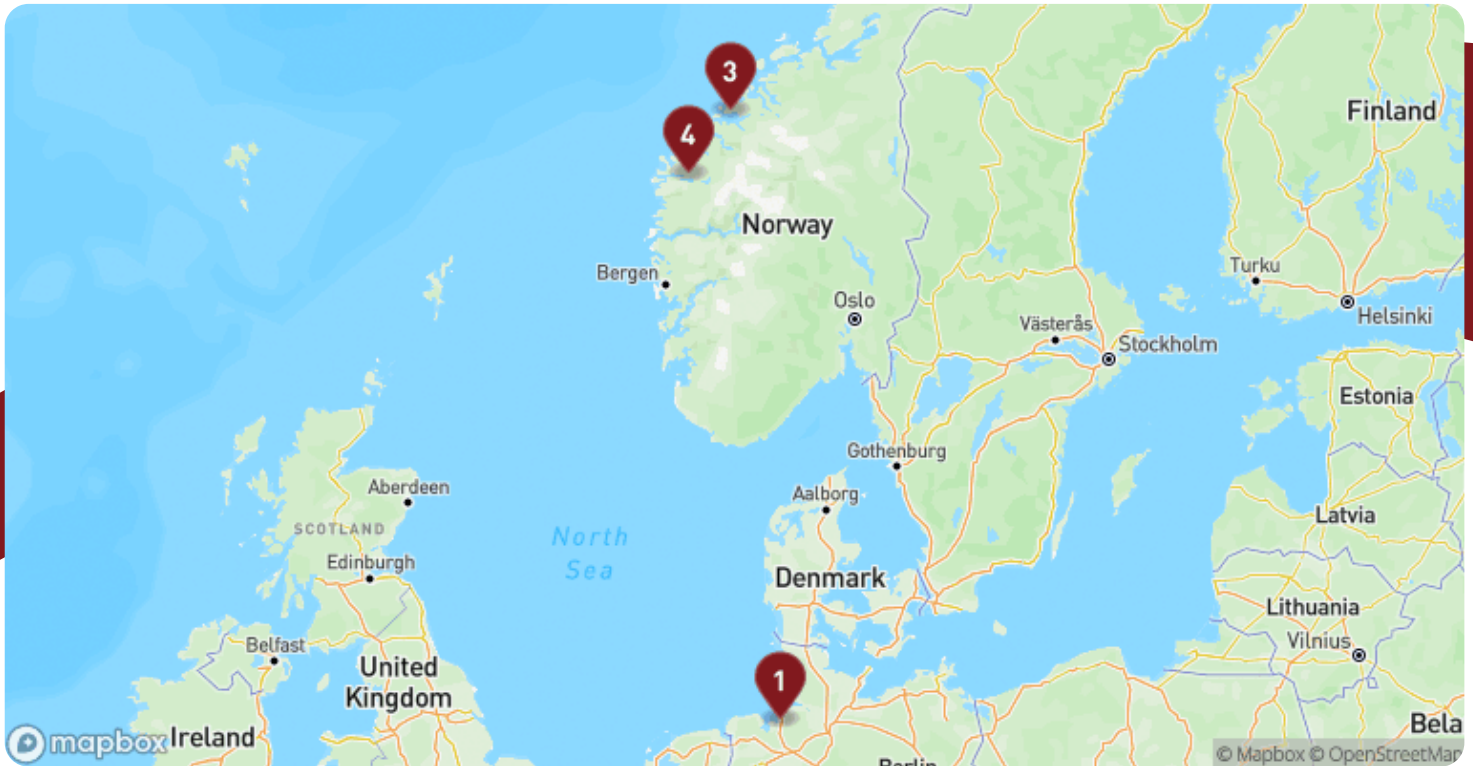 3
Finland
4
Norway
Bergen
Turku
Oslo
Helsinki
Västerås
Stockholm
Estonia
Gothenburg
Aberdeen
Aalborg
SCOTLAND
Latvia
North
Sea
Edinburgh
Denmark
Lithuania
Belfast
Vilnius
United
Kingdom
1
Ireland
Bela
mapbox
© Mapbox © OpenStreetMap